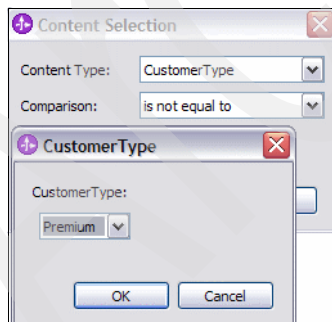 Content Selection
Content Type: CustomerType
Comparison: is not equal to
CustomerType
CustomerType:
Premium
OK Cancel